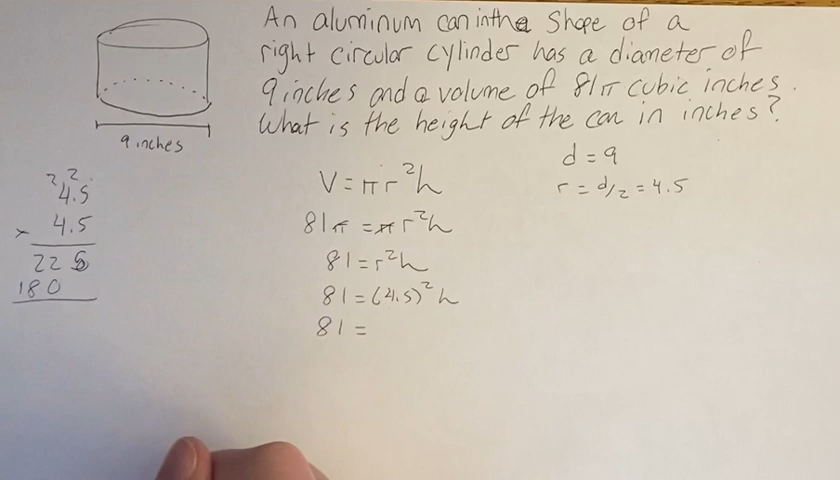 An aluminum can in the shape of a
right circular cylinder has a diameter of
9 inches and a volume of 81π cubic inches.
What is the height of the can in inches?
9 inches
d = 9
r = d/2 = 4.5
V = πr²h
81π = πr²h
81 = r²h
81 = (4.5)²h
81 =
2 2
4.5
× 4.5
225
180